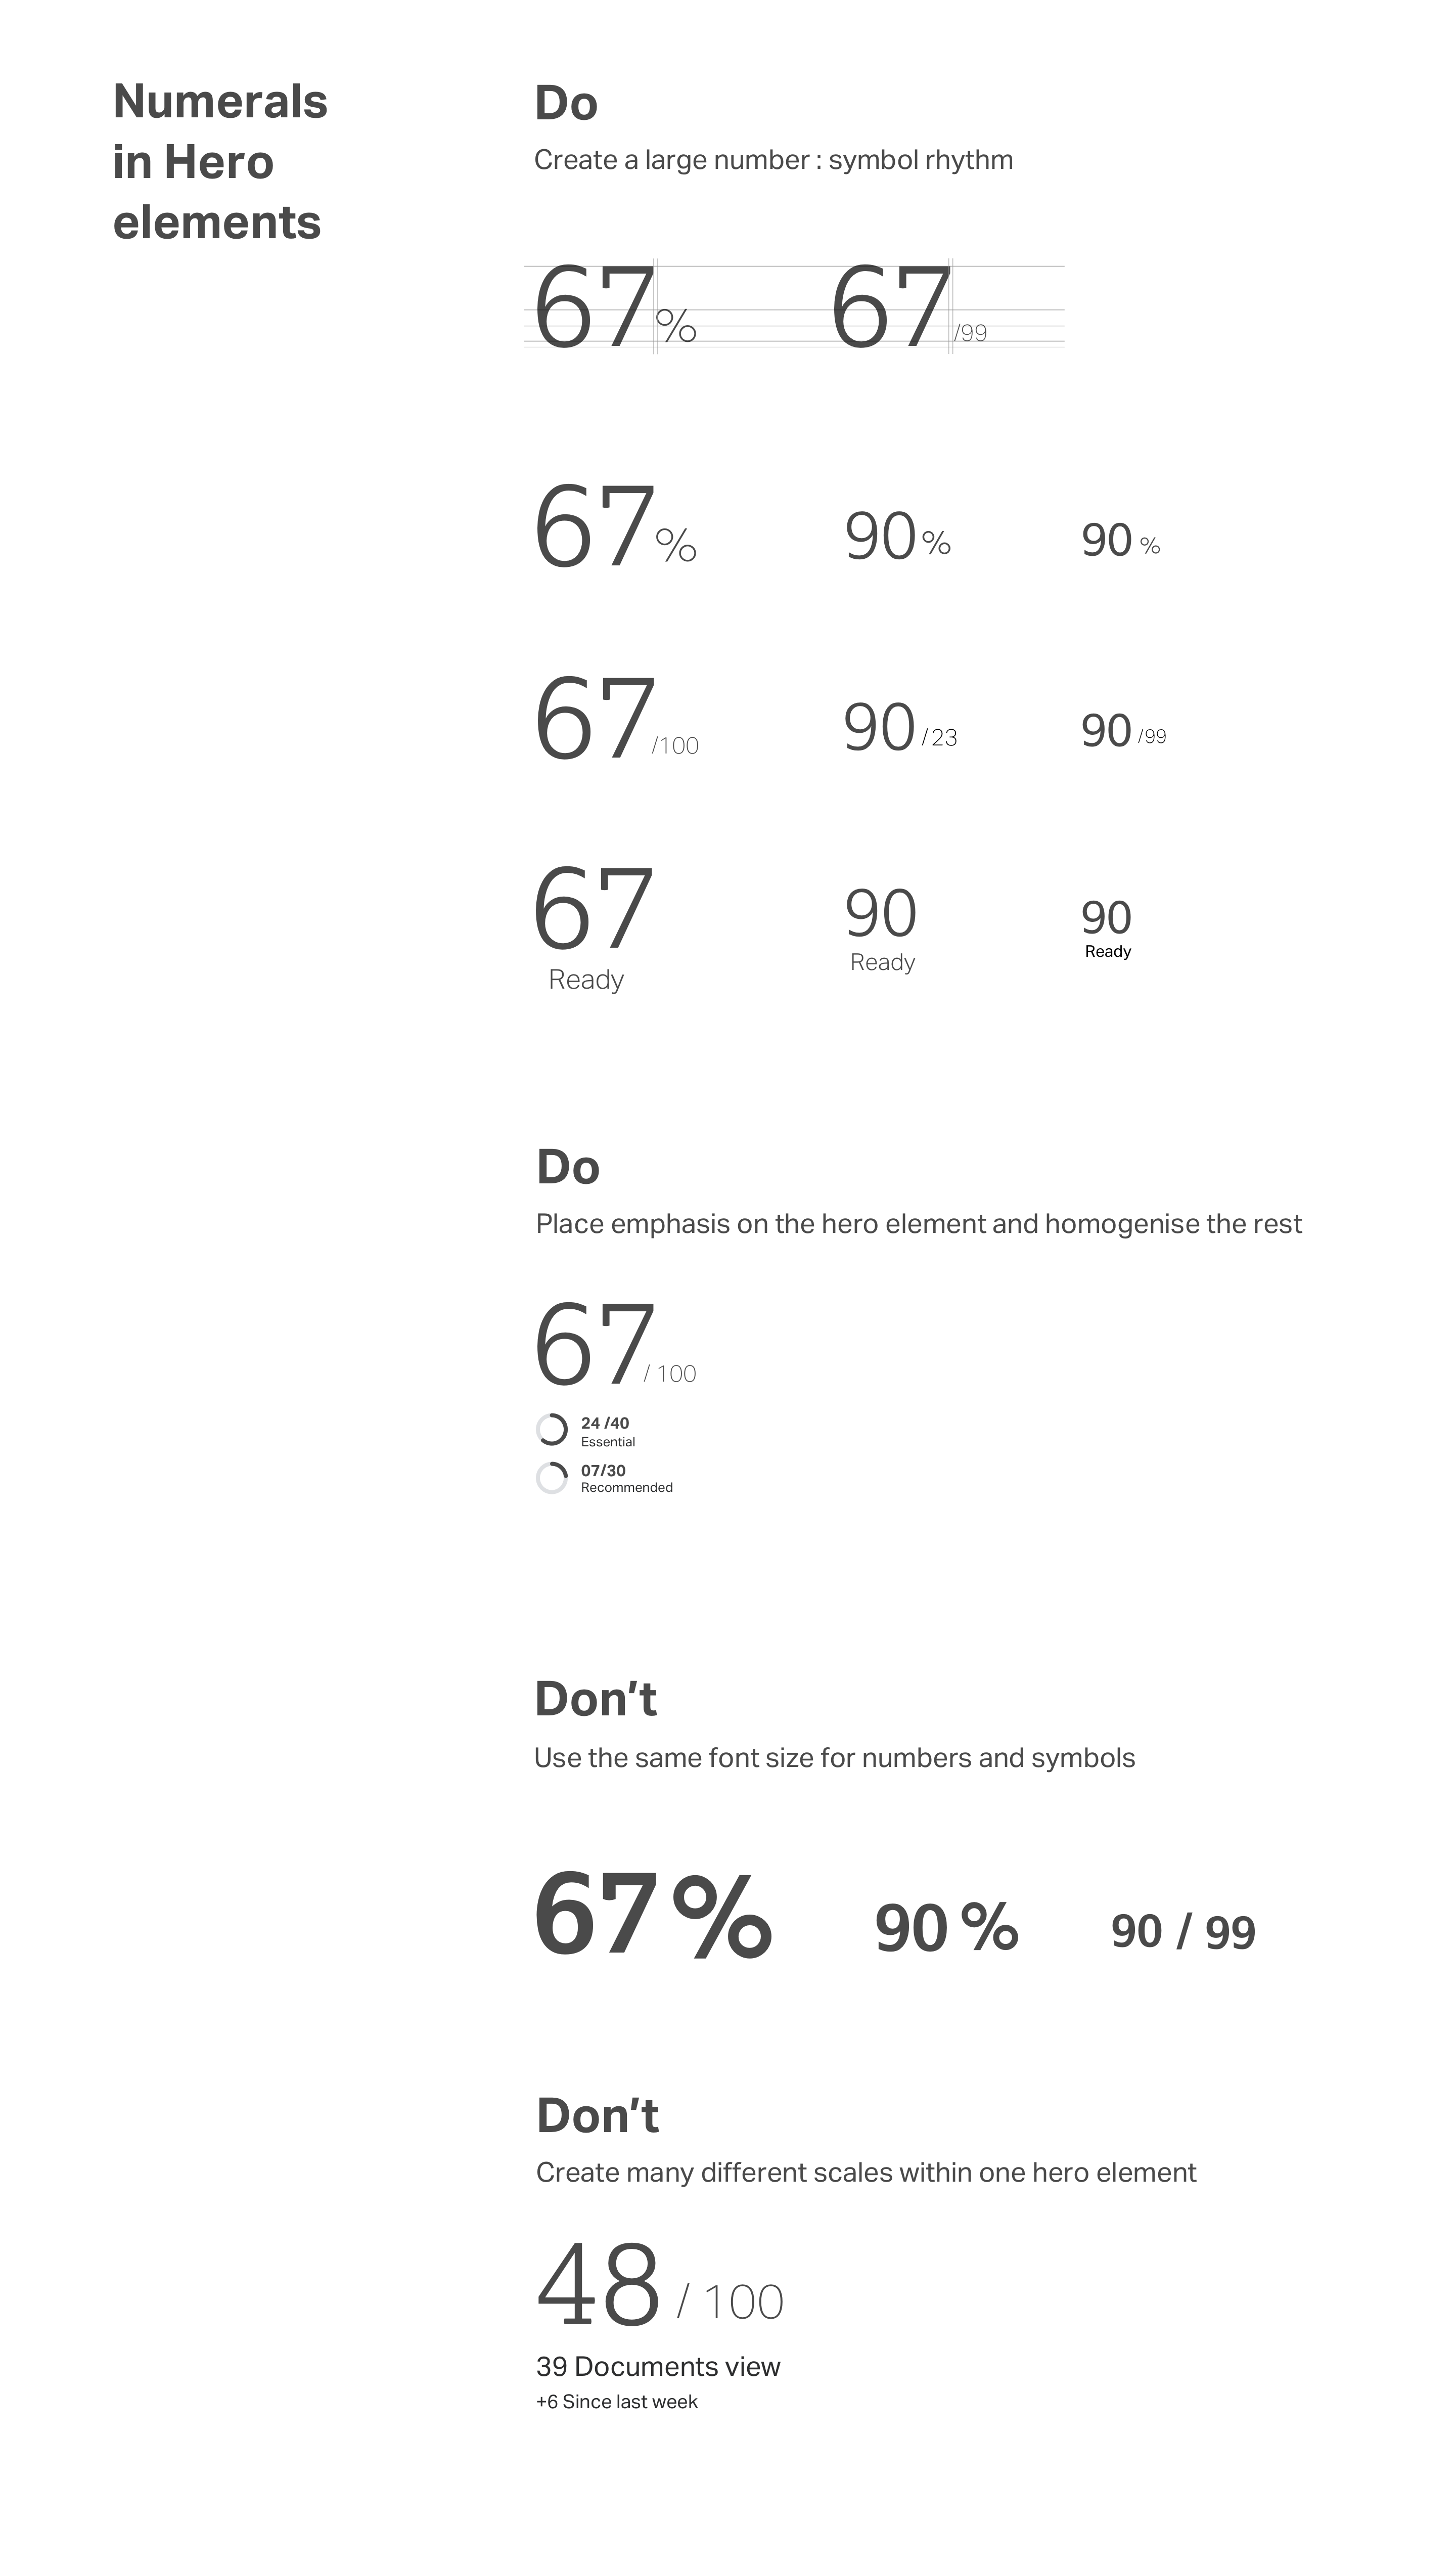 Numerals
in Hero
elements
Do
Create a large number : symbol rhythm
67% 67/99
67% 90% 90 %
67/100 90/23 90/99
67 90 90
Ready Ready Ready
Do
Place emphasis on the hero element and homogenise the rest
67/ 100
24 /40
Essential
07/30
Recommended
Don’t
Use the same font size for numbers and symbols
67% 90% 90 / 99
Don’t
Create many different scales within one hero element
48 / 100
39 Documents view
+6 Since last week